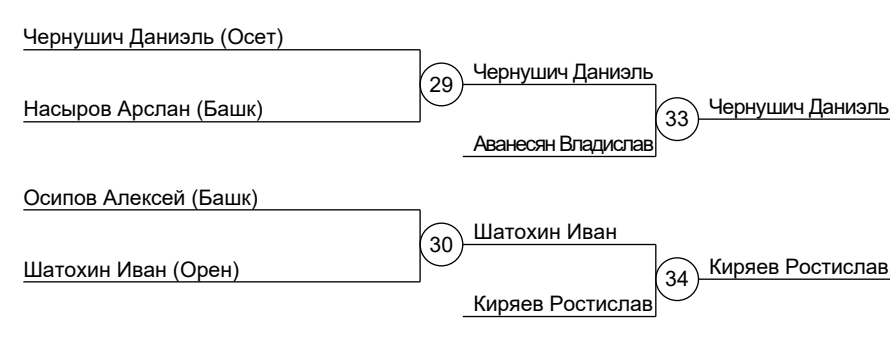 Чернушич Даниэль (Осет)
29
Чернушич Даниэль
Насыров Арслан (Башк)
33
Чернушич Даниэль
Аванесян Владислав
Осипов Алексей (Башк)
30
Шатохин Иван
Шатохин Иван (Орен)
34
Киряев Ростислав
Киряев Ростислав